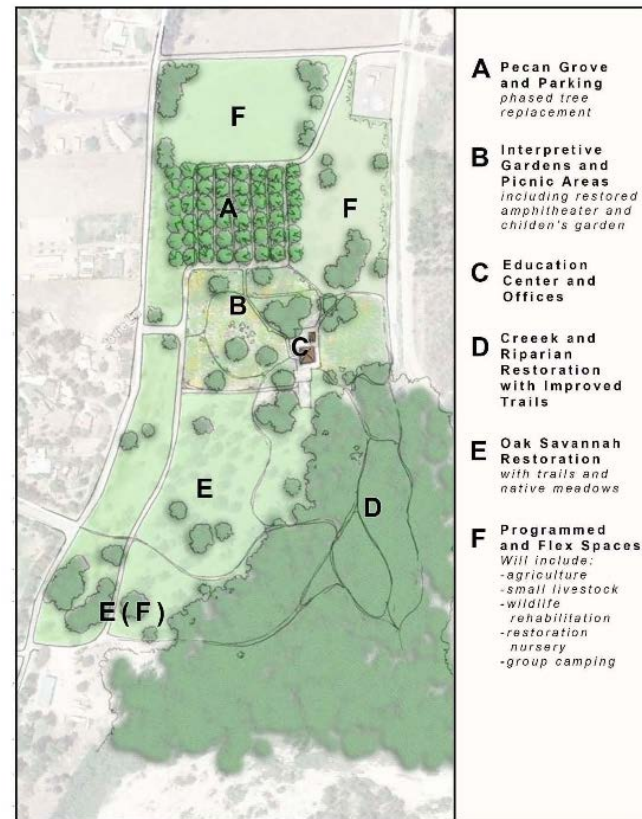 F
A
F
B
C
E
D
E(F)
A Pecan Grove
and Parking
phased tree
replacement
B Interpretive
Gardens and
Picnic Areas
including restored
amphitheater and
childen's garden
C Education
Center and
Offices
D Creeek and
Riparian
Restoration
with Improved
Trails
E Oak Savannah
Restoration
with trails and
native meadows
F Programmed
and Flex Spaces
Will include:
-agriculture
-small livestock
-wildlife
rehabilitation
-restoration
nursery
-group camping